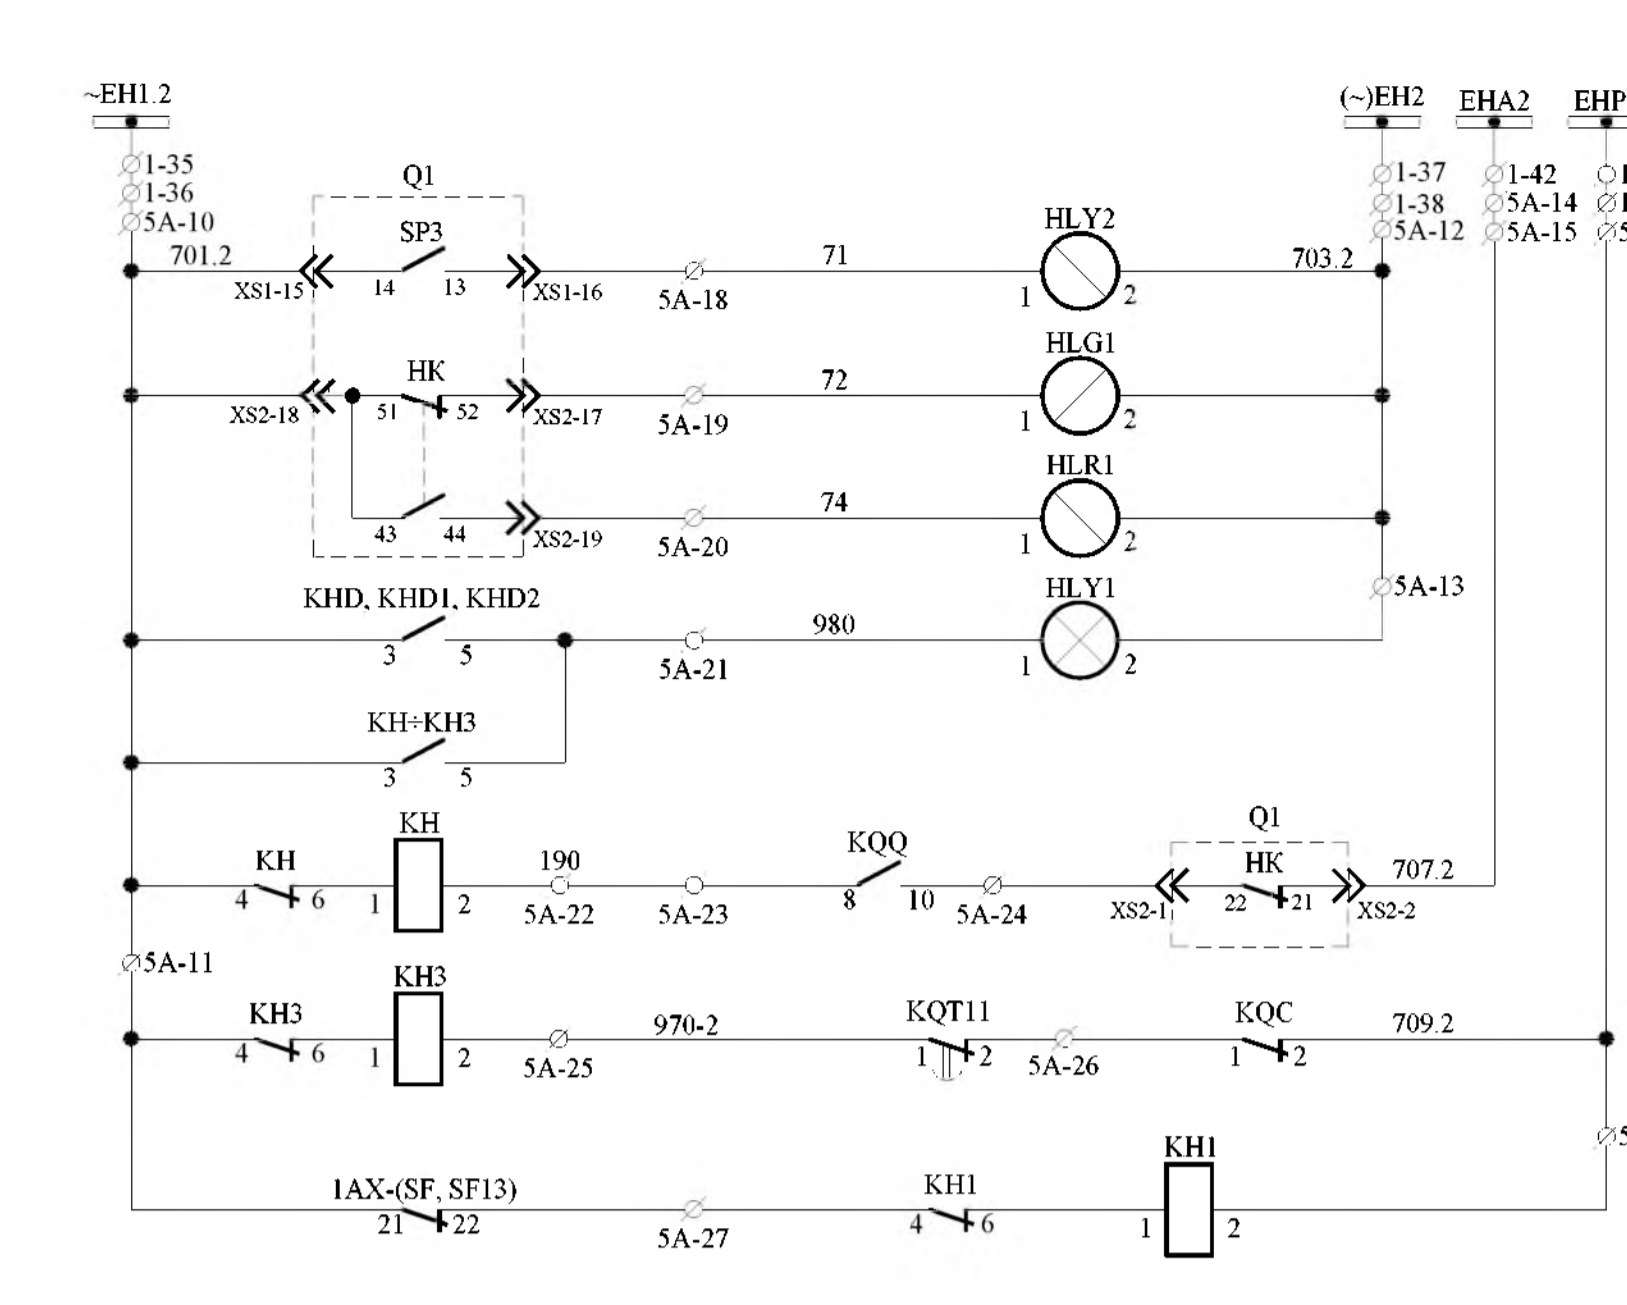 ~EH1.2
(~)EH2 EHA2 EHP
1-35
1-36
5A-10
1-37
1-38
5A-12
1-42
5A-14
5A-15
Q1
701.2 SP3 71 HLY2 703.2
XS1-15 14 13 XS1-16 5A-18 1 2
HK 72 HLG1
XS2-18 51 52 XS2-17 5A-19 1 2
74 HLR1
43 44 XS2-19 5A-20 1 2
5A-13
KHD, KHD1, KHD2 980 HLY1
3 5 5A-21 1 2
KH÷KH3
3 5
Q1
KH KH 190 KQQ HK 707.2
4 6 1 2 5A-22 5A-23 8 10 5A-24 XS2-1 22 21 XS2-2
5A-11
KH3 KH3 970-2 KQT11 KQC 709.2
4 6 1 2 5A-25 1 2 5A-26 1 2
1AX-(SF, SF13) KH1 KH1
21 22 5A-27 4 6 1 2